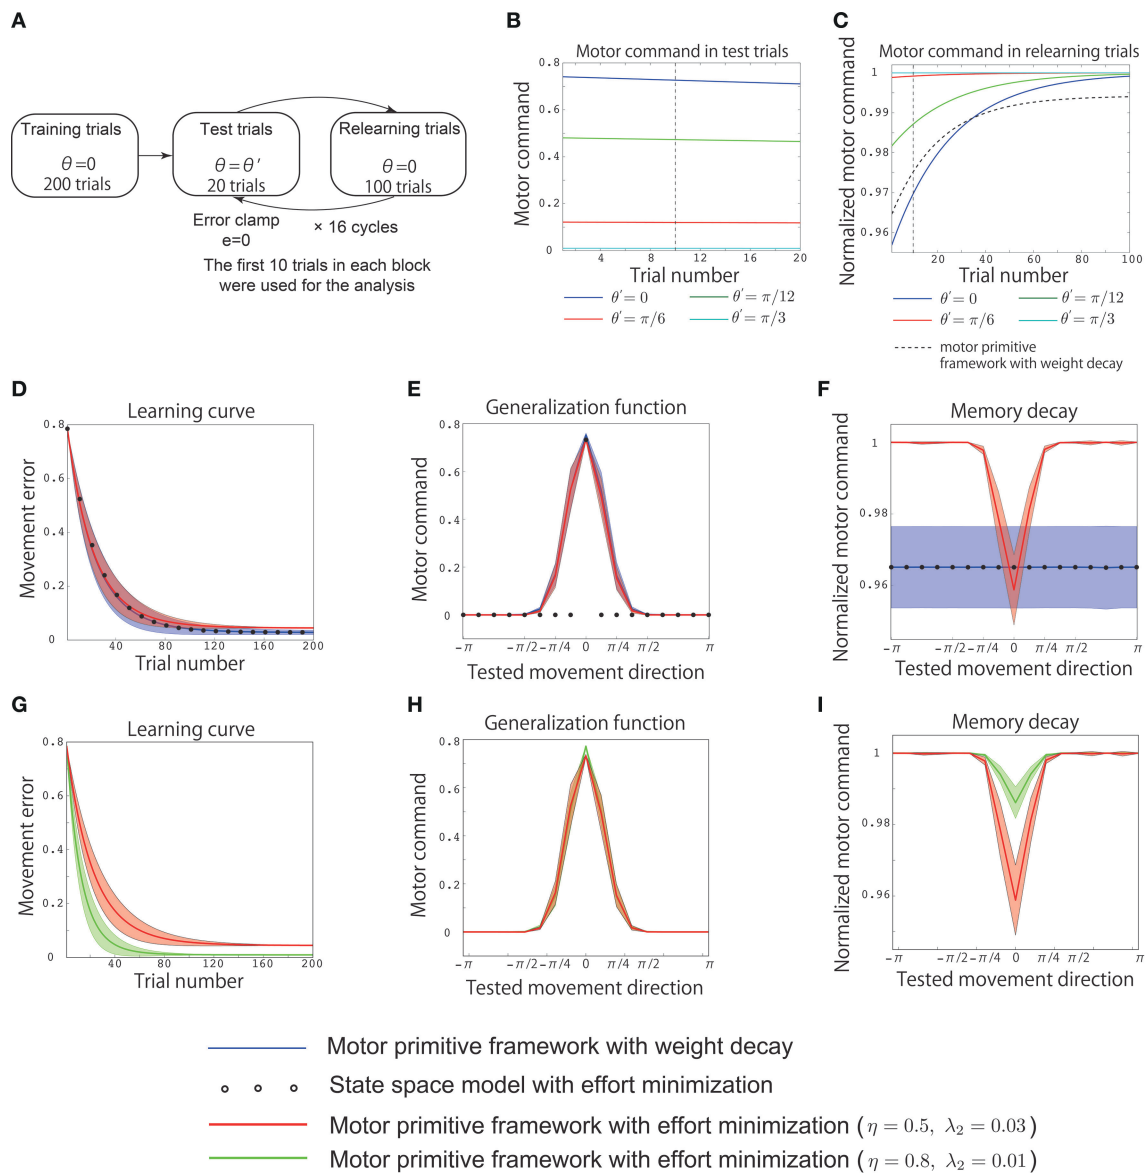 A
Training trials
θ=0
200 trials
Test trials
θ=θ′
20 trials
Relearning trials
θ=0
100 trials
Error clamp
e=0
× 16 cycles
The first 10 trials in each block
were used for the analysis
B
Motor command in test trials
Motor command
0.8
0.6
0.4
0.2
0
4 8 12 16 20
Trial number
θ′= 0
θ′= π/12
θ′= π/6
θ′= π/3
C
Motor command in relearning trials
Normalized motor command
1
0.99
0.98
0.97
0.96
20 40 60 80 100
Trial number
θ′= 0
θ′= π/12
θ′= π/6
θ′= π/3
motor primitive
framework with weight decay
D
Learning curve
Movement error
0.8
0.6
0.4
0.2
0
40 80 120 160 200
Trial number
E
Generalization function
Motor command
0.8
0.6
0.4
0.2
0
−π −π/2 −π/4 0 π/4 π/2 π
Tested movement direction
F
Memory decay
Normalized motor command
1
0.98
0.96
−π −π/2 −π/4 0 π/4 π/2 π
Tested movement direction
G
Learning curve
Movement error
0.8
0.6
0.4
0.2
0
40 80 120 160 200
Trial number
H
Generalization function
Motor command
0.8
0.6
0.4
0.2
0
−π −π/2 −π/4 0 π/4 π/2 π
Tested movement direction
I
Memory decay
Normalized motor command
1
0.98
0.96
−π −π/2 −π/4 0 π/4 π/2 π
Tested movement direction
Motor primitive framework with weight decay
State space model with effort minimization
Motor primitive framework with effort minimization ( η = 0.5, λ₂ = 0.03 )
Motor primitive framework with effort minimization ( η = 0.8, λ₂ = 0.01 )